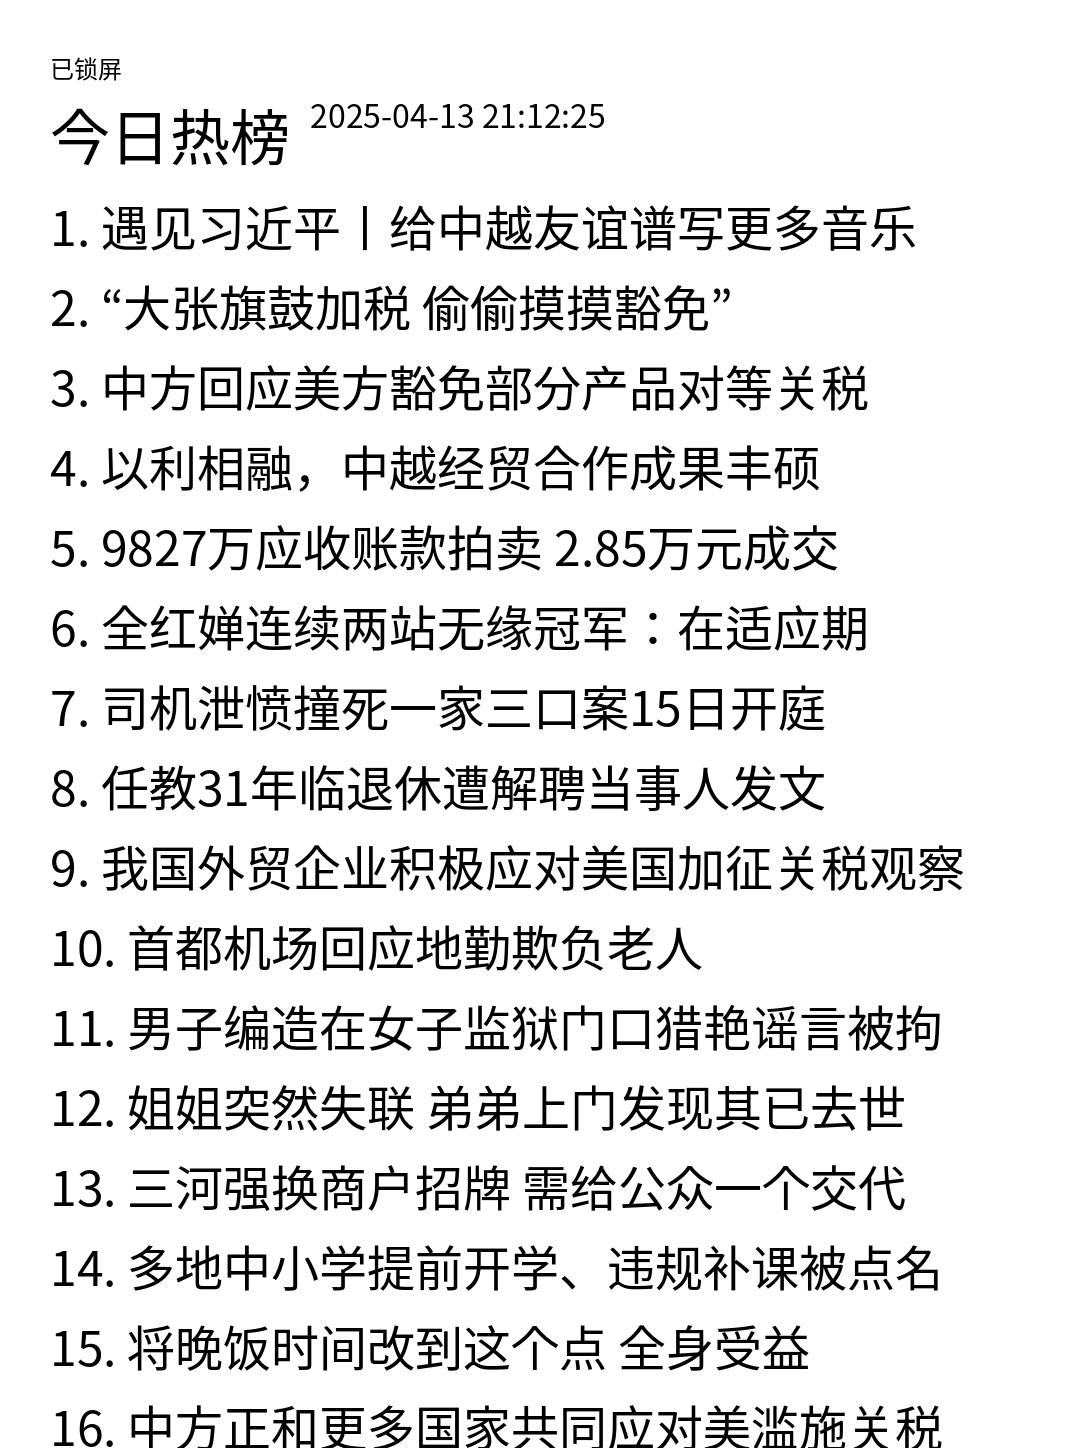 已锁屏
今日热榜 2025-04-13 21:12:25
1. 遇见习近平丨给中越友谊谱写更多音乐
2. “大张旗鼓加税 偷偷摸摸豁免”
3. 中方回应美方豁免部分产品对等关税
4. 以利相融，中越经贸合作成果丰硕
5. 9827万应收账款拍卖 2.85万元成交
6. 全红婵连续两站无缘冠军：在适应期
7. 司机泄愤撞死一家三口案15日开庭
8. 任教31年临退休遭解聘当事人发文
9. 我国外贸企业积极应对美国加征关税观察
10. 首都机场回应地勤欺负老人
11. 男子编造在女子监狱门口猎艳谣言被拘
12. 姐姐突然失联 弟弟上门发现其已去世
13. 三河强换商户招牌 需给公众一个交代
14. 多地中小学提前开学、违规补课被点名
15. 将晚饭时间改到这个点 全身受益
16. 中方正和更多国家共同应对美滥施关税